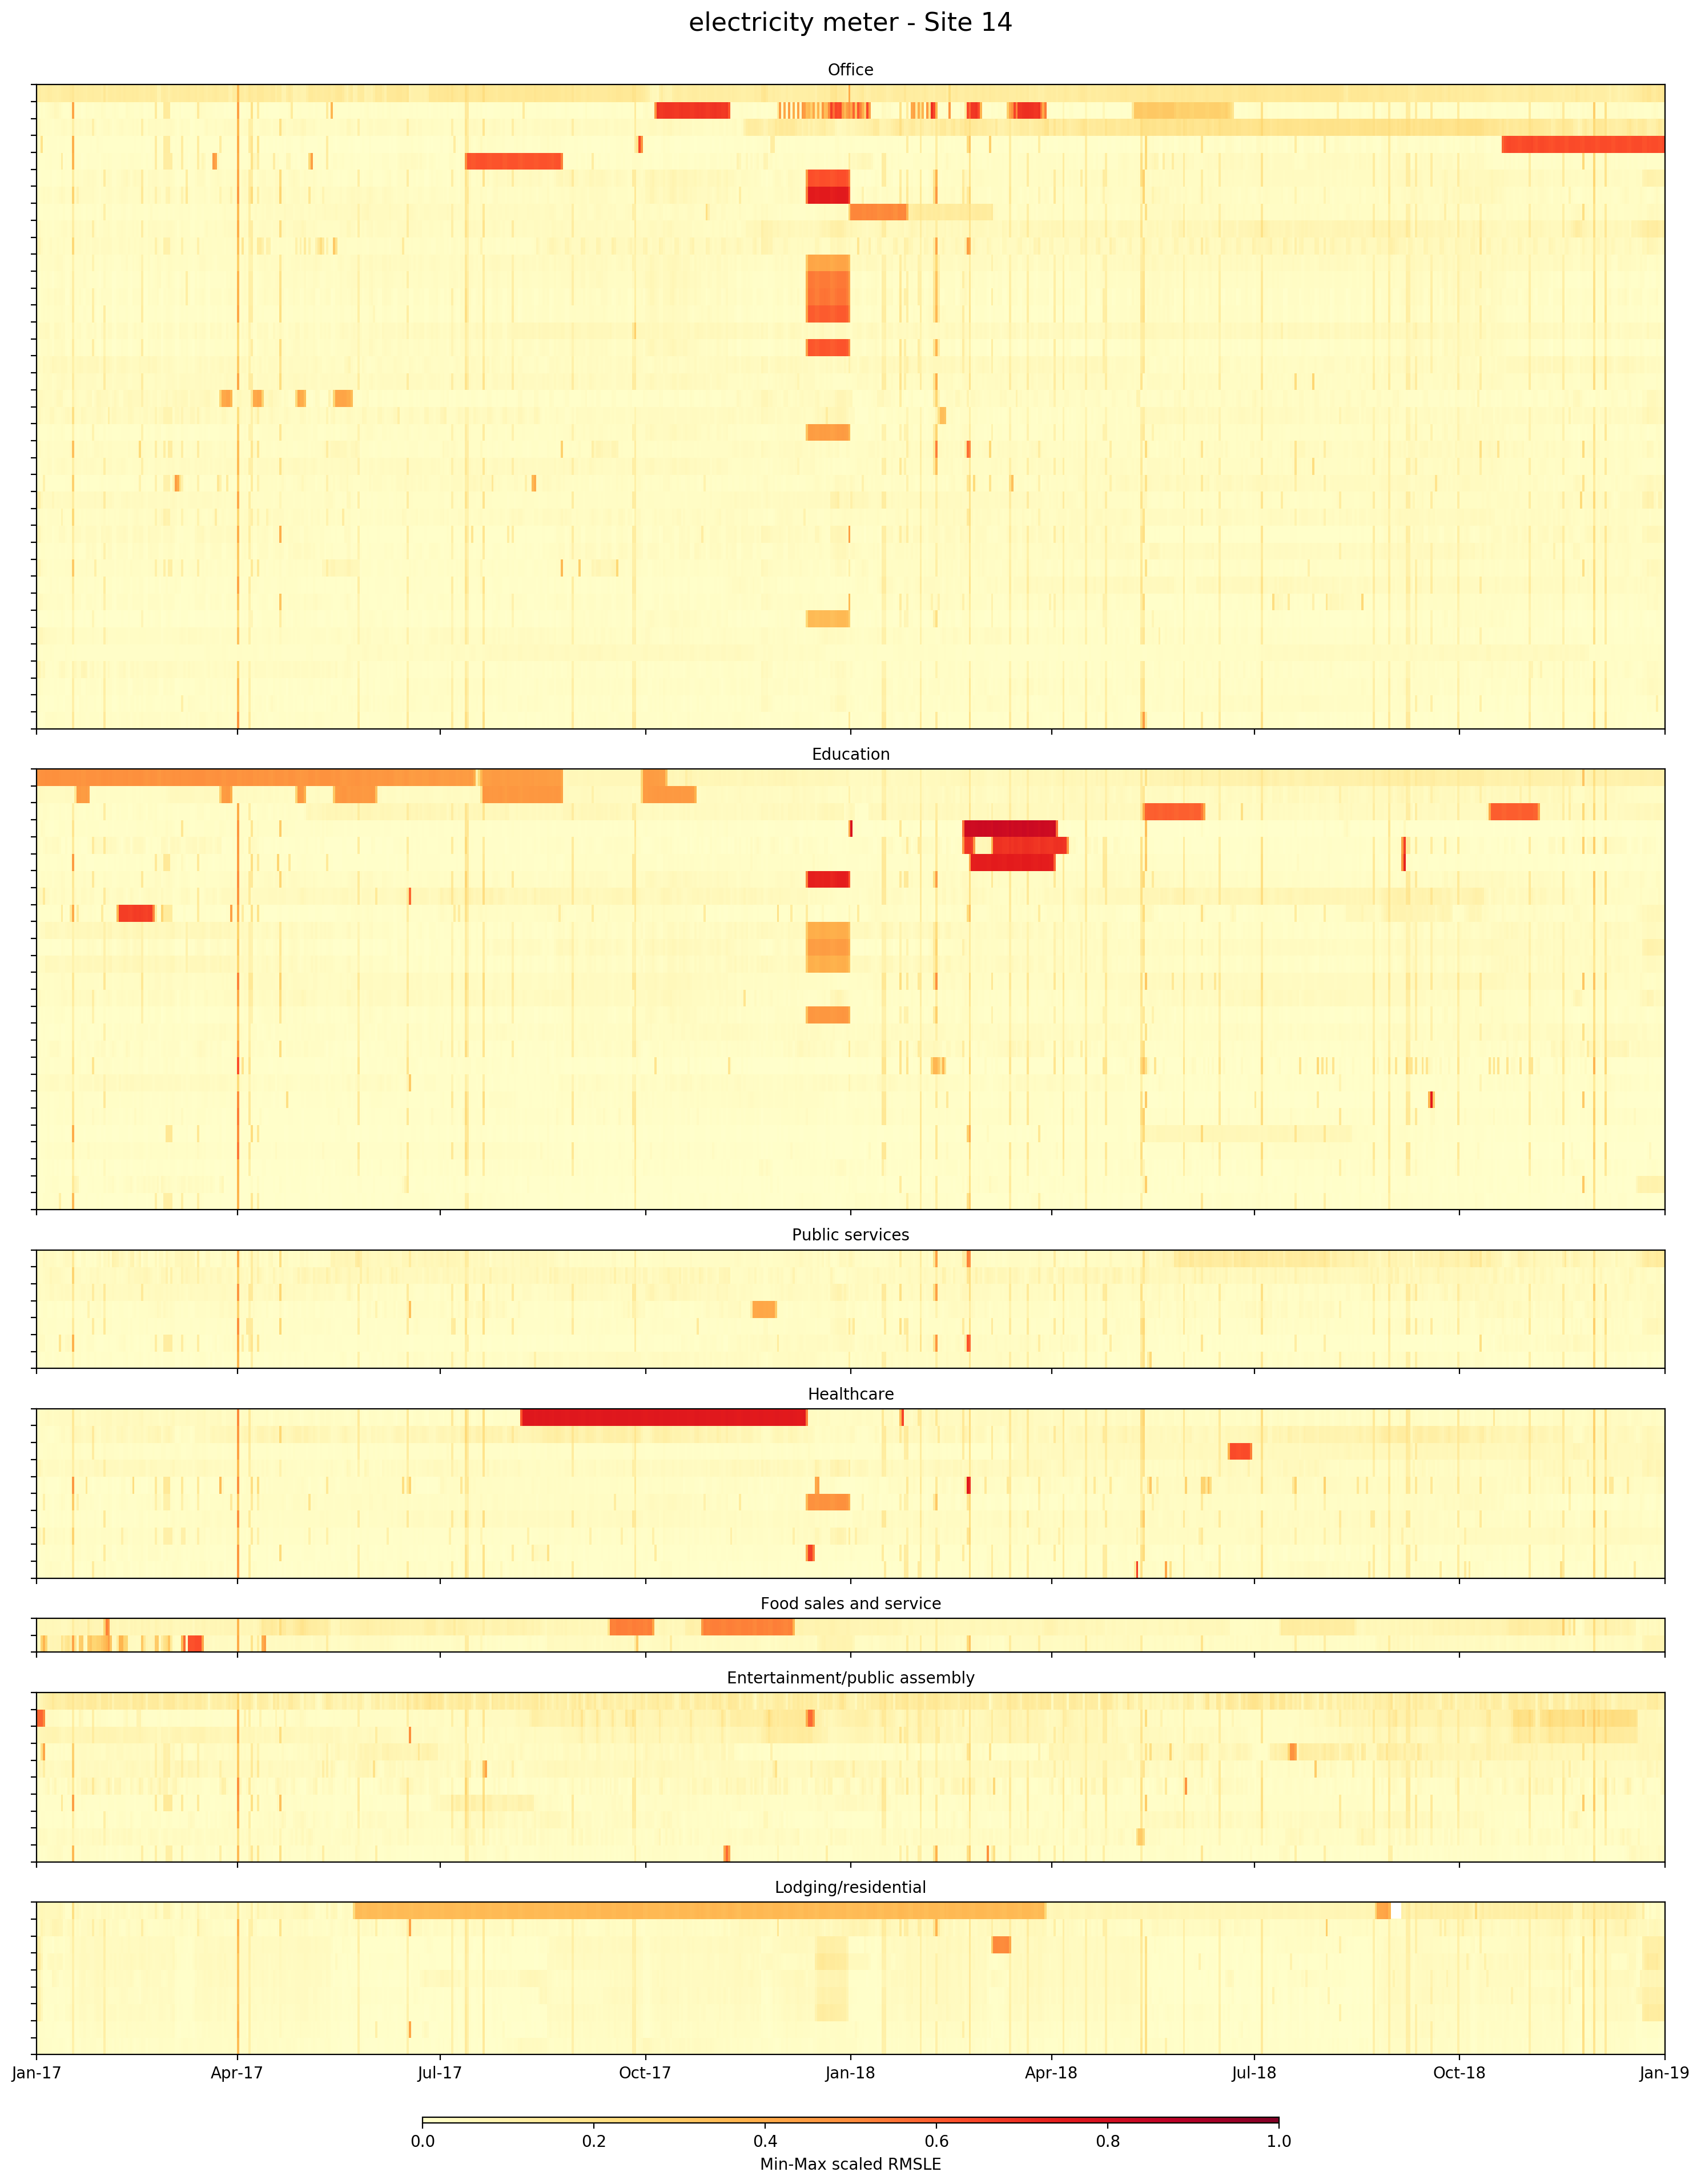 electricity meter - Site 14
Office
Education
Public services
Healthcare
Food sales and service
Entertainment/public assembly
Lodging/residential
Jan-17 Apr-17 Jul-17 Oct-17 Jan-18 Apr-18 Jul-18 Oct-18 Jan-19
0.0 0.2 0.4 0.6 0.8 1.0
Min-Max scaled RMSLE